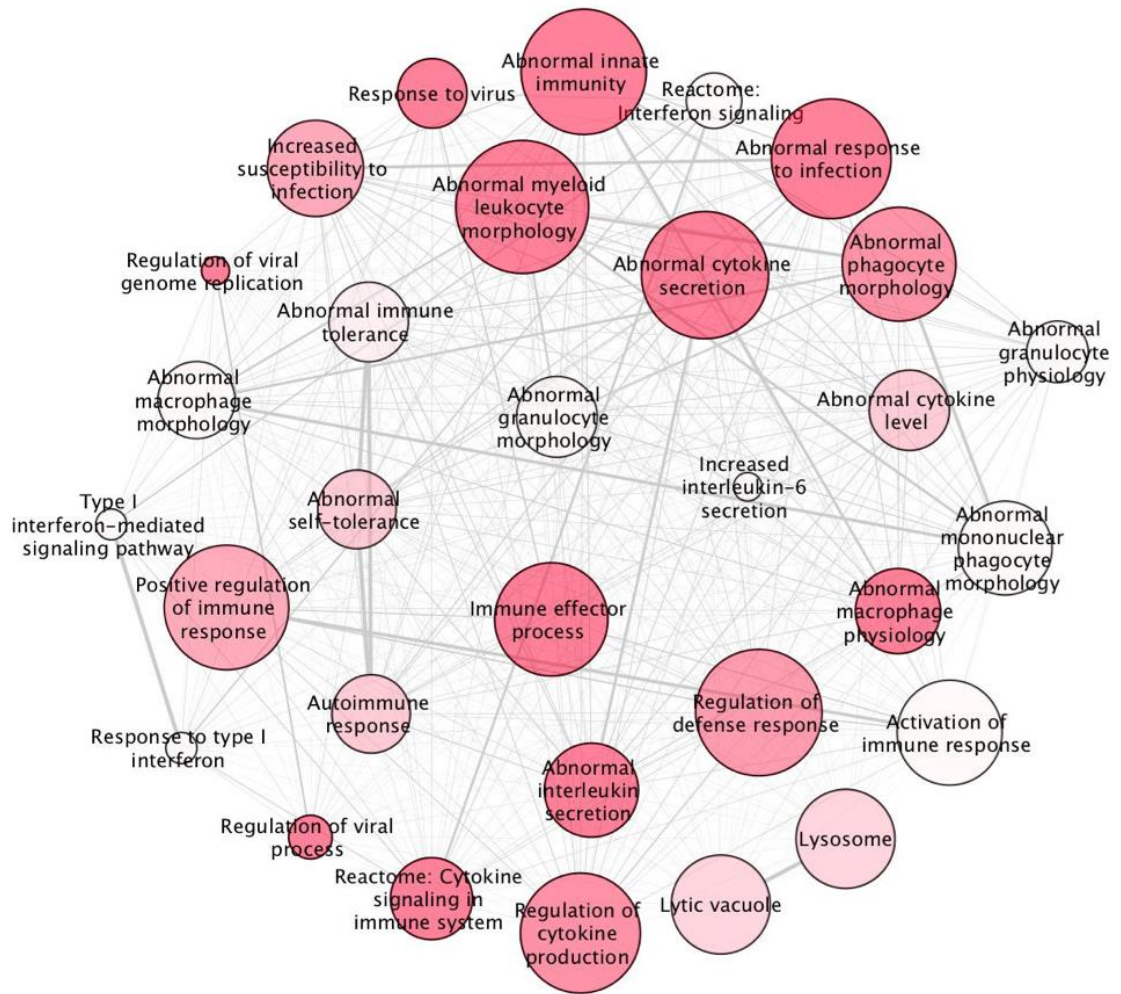 Abnormal innate
immunity
Response to virus
Reactome:
Interferon signaling
Increased
susceptibility to
infection
Abnormal myeloid
leukocyte
morphology
Abnormal response
to infection
Abnormal cytokine
secretion
Abnormal
phagocyte
morphology
Regulation of viral
genome replication
Abnormal immune
tolerance
Abnormal
granulocyte
physiology
Abnormal
macrophage
morphology
Abnormal
granulocyte
morphology
Abnormal cytokine
level
Increased
interleukin-6
secretion
Type I
interferon-mediated
signaling pathway
Abnormal
self-tolerance
Abnormal
mononuclear
phagocyte
morphology
Positive regulation
of immune
response
Immune effector
process
Abnormal
macrophage
physiology
Autoimmune
response
Regulation of
defense response
Activation of
immune response
Response to type I
interferon
Abnormal
interleukin
secretion
Regulation of viral
process
Lysosome
Reactome: Cytokine
signaling in
immune system
Regulation of
cytokine
production
Lytic vacuole